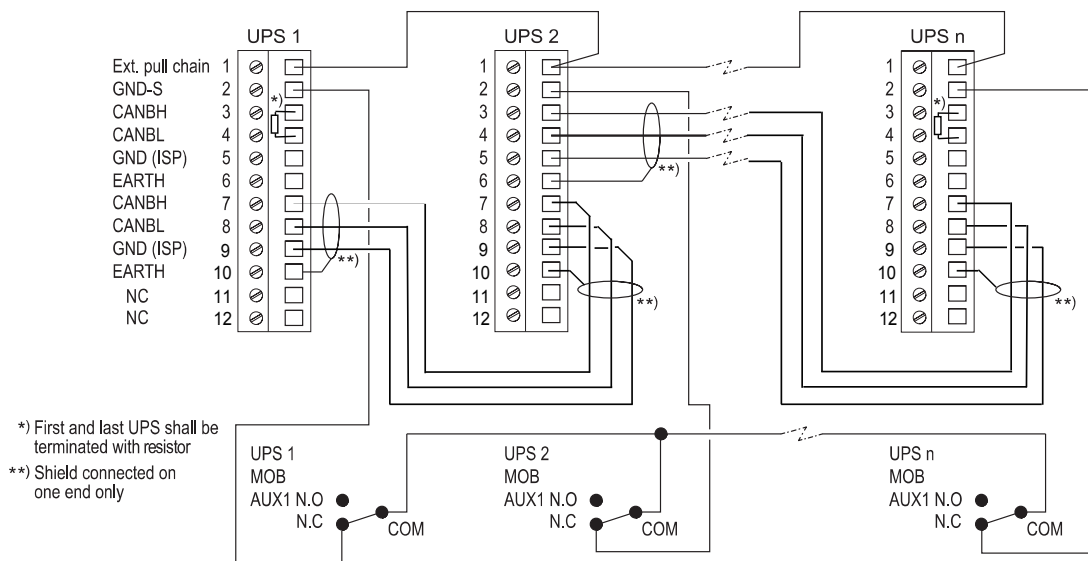 UPS 1
UPS 2
UPS n
Ext. pull chain 1
GND-S 2
CANBH 3
CANBL 4
GND (ISP) 5
EARTH 6
CANBH 7
CANBL 8
GND (ISP) 9
EARTH 10
NC 11
NC 12
*)
**)
1
2
3
4
5
6
7
8
9
10
11
12
**)
**)
1
2
3
4
5
6
7
8
9
10
11
12
*)
**)
*) First and last UPS shall be
terminated with resistor
**) Shield connected on
one end only
UPS 1
MOB
AUX1 N.O
N.C
COM
UPS 2
MOB
AUX1 N.O
N.C
COM
UPS n
MOB
AUX1 N.O
N.C
COM